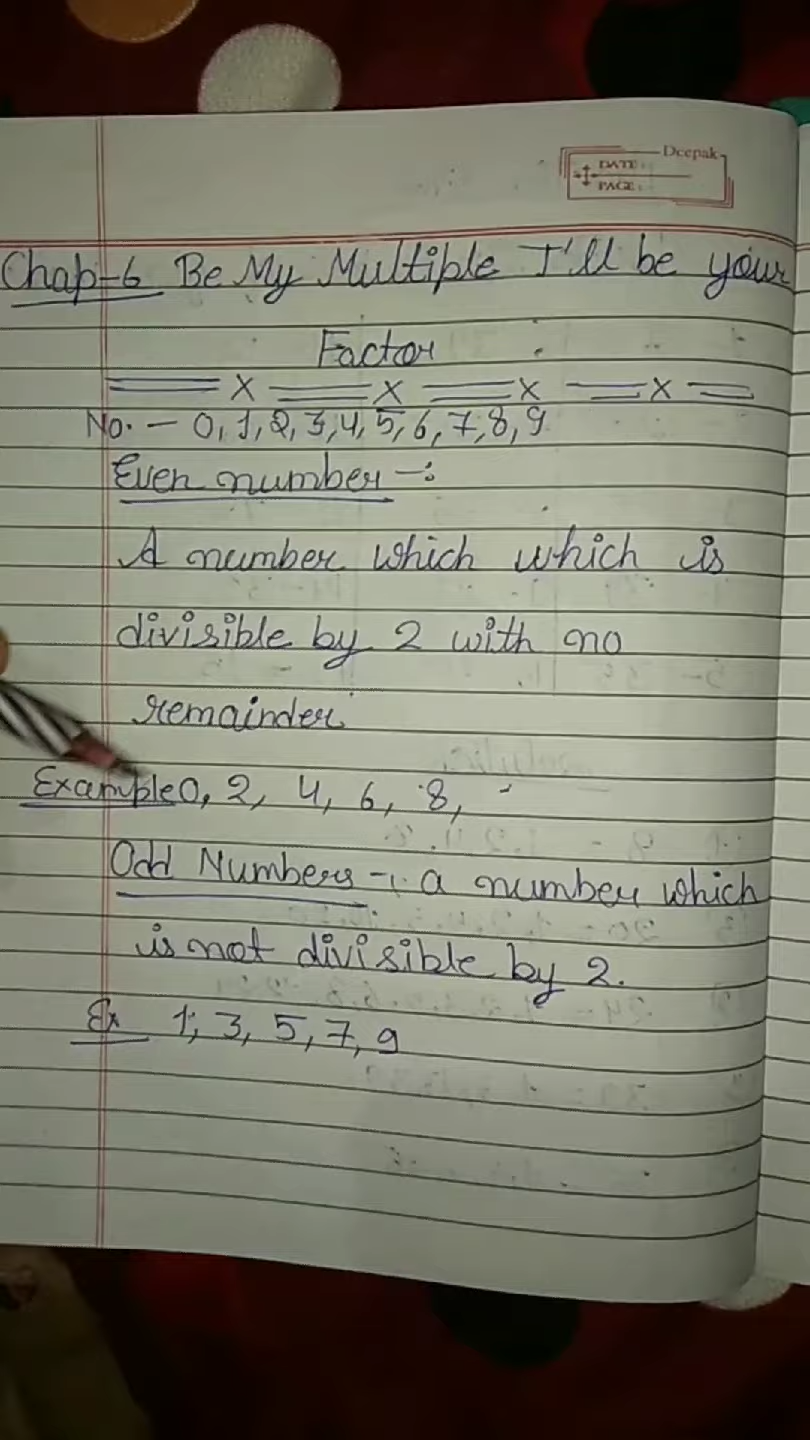 Deepak
DATE :
PAGE :
Chap-6 Be My Multiple I'll be your
Factor
No. - 0, 1, 2, 3, 4, 5, 6, 7, 8, 9
Even number -:
A number which which is
divisible by 2 with no
remainder
Example 0, 2, 4, 6, 8,
Odd Numbers -: a number which
is not divisible by 2.
Ex 1, 3, 5, 7, 9